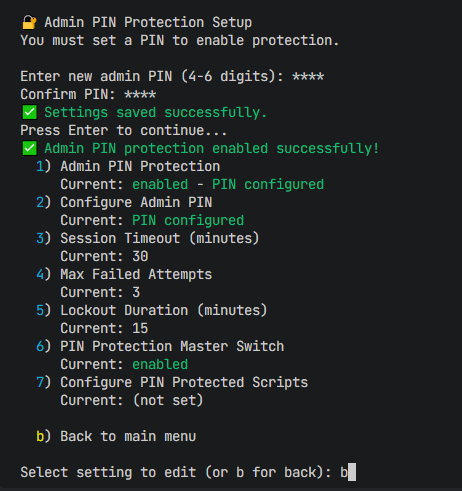 🔐 Admin PIN Protection Setup
You must set a PIN to enable protection.
Enter new admin PIN (4-6 digits): ****
Confirm PIN: ****
✅ Settings saved successfully.
Press Enter to continue...
✅ Admin PIN protection enabled successfully!
1) Admin PIN Protection
Current: enabled - PIN configured
2) Configure Admin PIN
Current: PIN configured
3) Session Timeout (minutes)
Current: 30
4) Max Failed Attempts
Current: 3
5) Lockout Duration (minutes)
Current: 15
6) PIN Protection Master Switch
Current: enabled
7) Configure PIN Protected Scripts
Current: (not set)
b) Back to main menu
Select setting to edit (or b for back): b